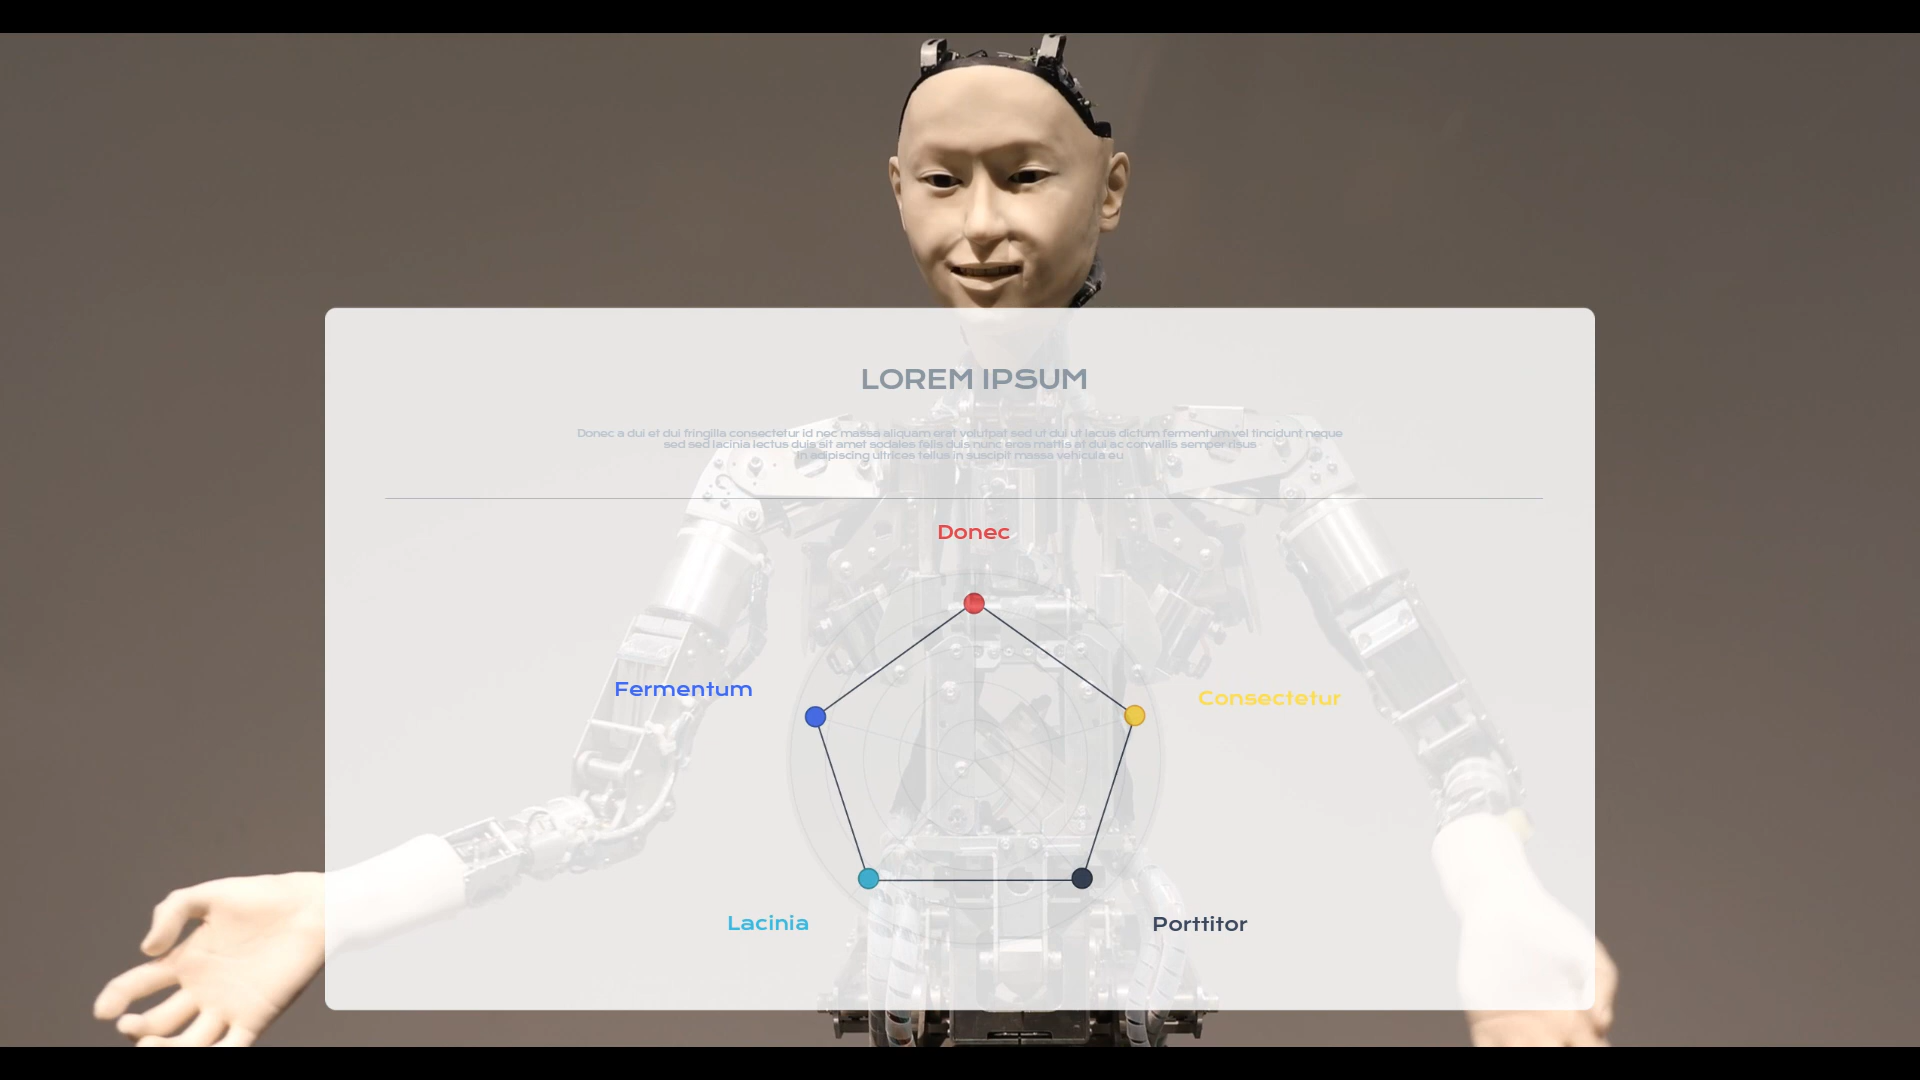 LOREM IPSUM
Donec a dui et dui fringilla consectetur id nec massa aliquam erat volutpat sed ut dui ut lacus dictum fermentum vel tincidunt neque
sed sed lacinia lectus duis sit amet sodales felis duis nunc eros mattis at dui ac convallis semper risus
in adipiscing ultrices tellus in suscipit massa vehicula eu
Donec
Fermentum
Consectetur
Lacinia
Porttitor